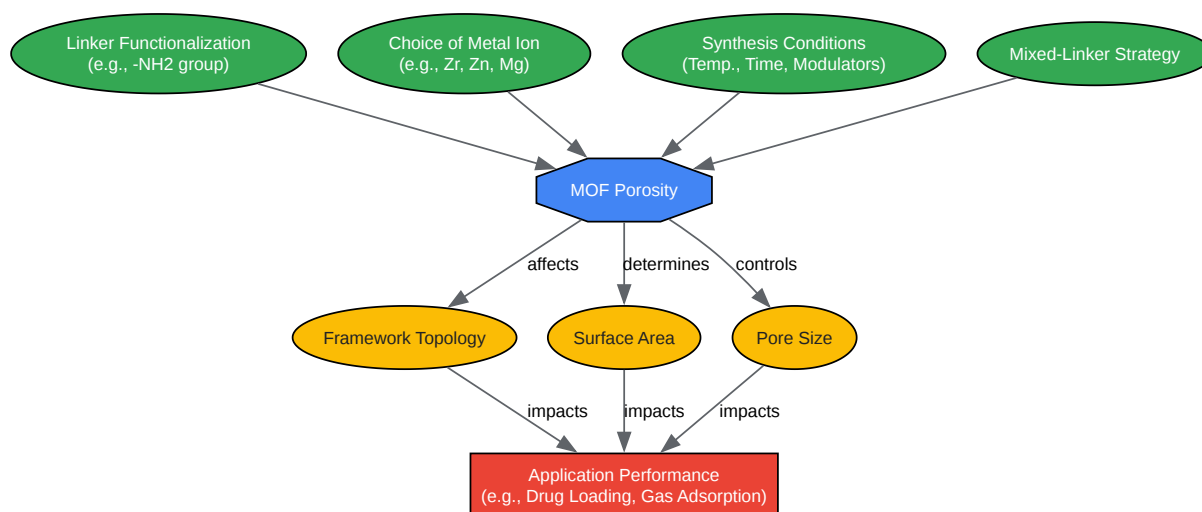 Linker Functionalization
(e.g., -NH2 group)
Choice of Metal Ion
(e.g., Zr, Zn, Mg)
Synthesis Conditions
(Temp., Time, Modulators)
Mixed-Linker Strategy
MOF Porosity
affects
determines
controls
Framework Topology
Surface Area
Pore Size
impacts
impacts
impacts
Application Performance
(e.g., Drug Loading, Gas Adsorption)